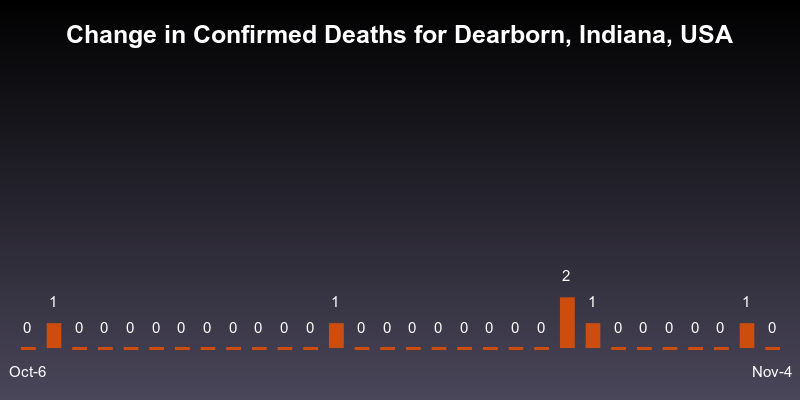 Change in Confirmed Deaths for Dearborn, Indiana, USA
2
1 1 1 1
0 0 0 0 0 0 0 0 0 0 0 0 0 0 0 0 0 0 0 0 0 0 0 0 0
Oct-6 Nov-4